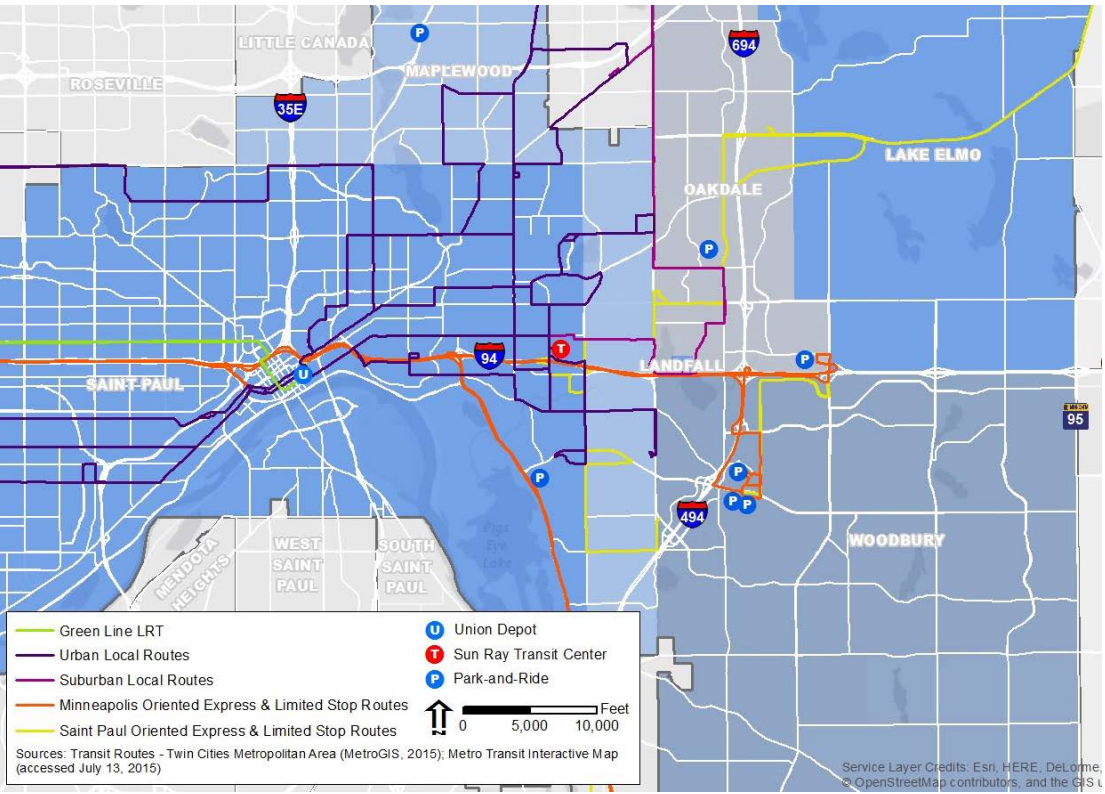 LITTLE CANADA
694
ROSEVILLE
MAPLEWOOD
35E
LAKE ELMO
OAKDALE
94
LANDFALL
SAINT PAUL
95
494
Pigs
Eye
Lake
WOODBURY
MENDOTA
HEIGHTS
WEST
SAINT
PAUL
SOUTH
SAINT
PAUL
P
P
P
P
P
P
P
T
U
Green Line LRT
Urban Local Routes
Suburban Local Routes
Minneapolis Oriented Express & Limited Stop Routes
Saint Paul Oriented Express & Limited Stop Routes
U Union Depot
T Sun Ray Transit Center
P Park-and-Ride
N
Feet
0 5,000 10,000
Sources: Transit Routes - Twin Cities Metropolitan Area (MetroGIS, 2015); Metro Transit Interactive Map
(accessed July 13, 2015)
Service Layer Credits: Esri, HERE, DeLorme,
© OpenStreetMap contributors, and the GIS u